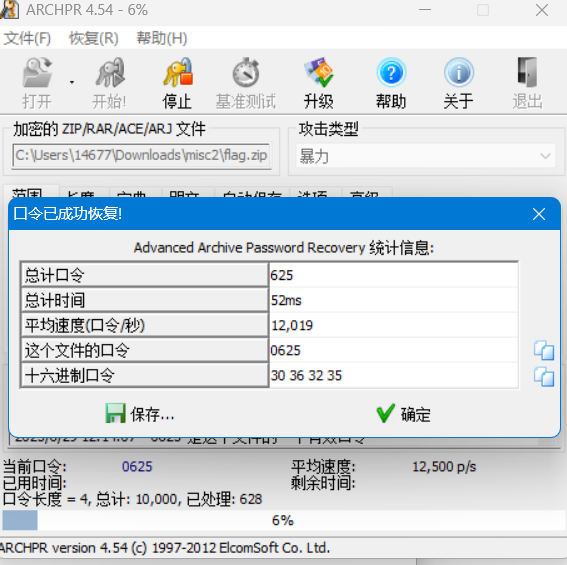 ARCHPR 4.54 - 6%
文件(F) 恢复(R) 帮助(H)
打开 开始! 停止 基准测试 升级 帮助 关于 退出
加密的 ZIP/RAR/ACE/ARJ 文件 攻击类型
C:\Users\14677\Downloads\misc2\flag.zip 暴力
范围 长度 字典 明文 自动保存 选项 高级
口令已成功恢复!
Advanced Archive Password Recovery 统计信息:
总计口令 625
总计时间 52ms
平均速度(口令/秒) 12,019
这个文件的口令 0625
十六进制口令 30 36 32 35
保存... 确定
当前口令: 0625 平均速度: 12,500 p/s
已用时间: 剩余时间:
口令长度 = 4, 总计: 10,000, 已处理: 628
6%
ARCHPR version 4.54 (c) 1997-2012 ElcomSoft Co. Ltd.